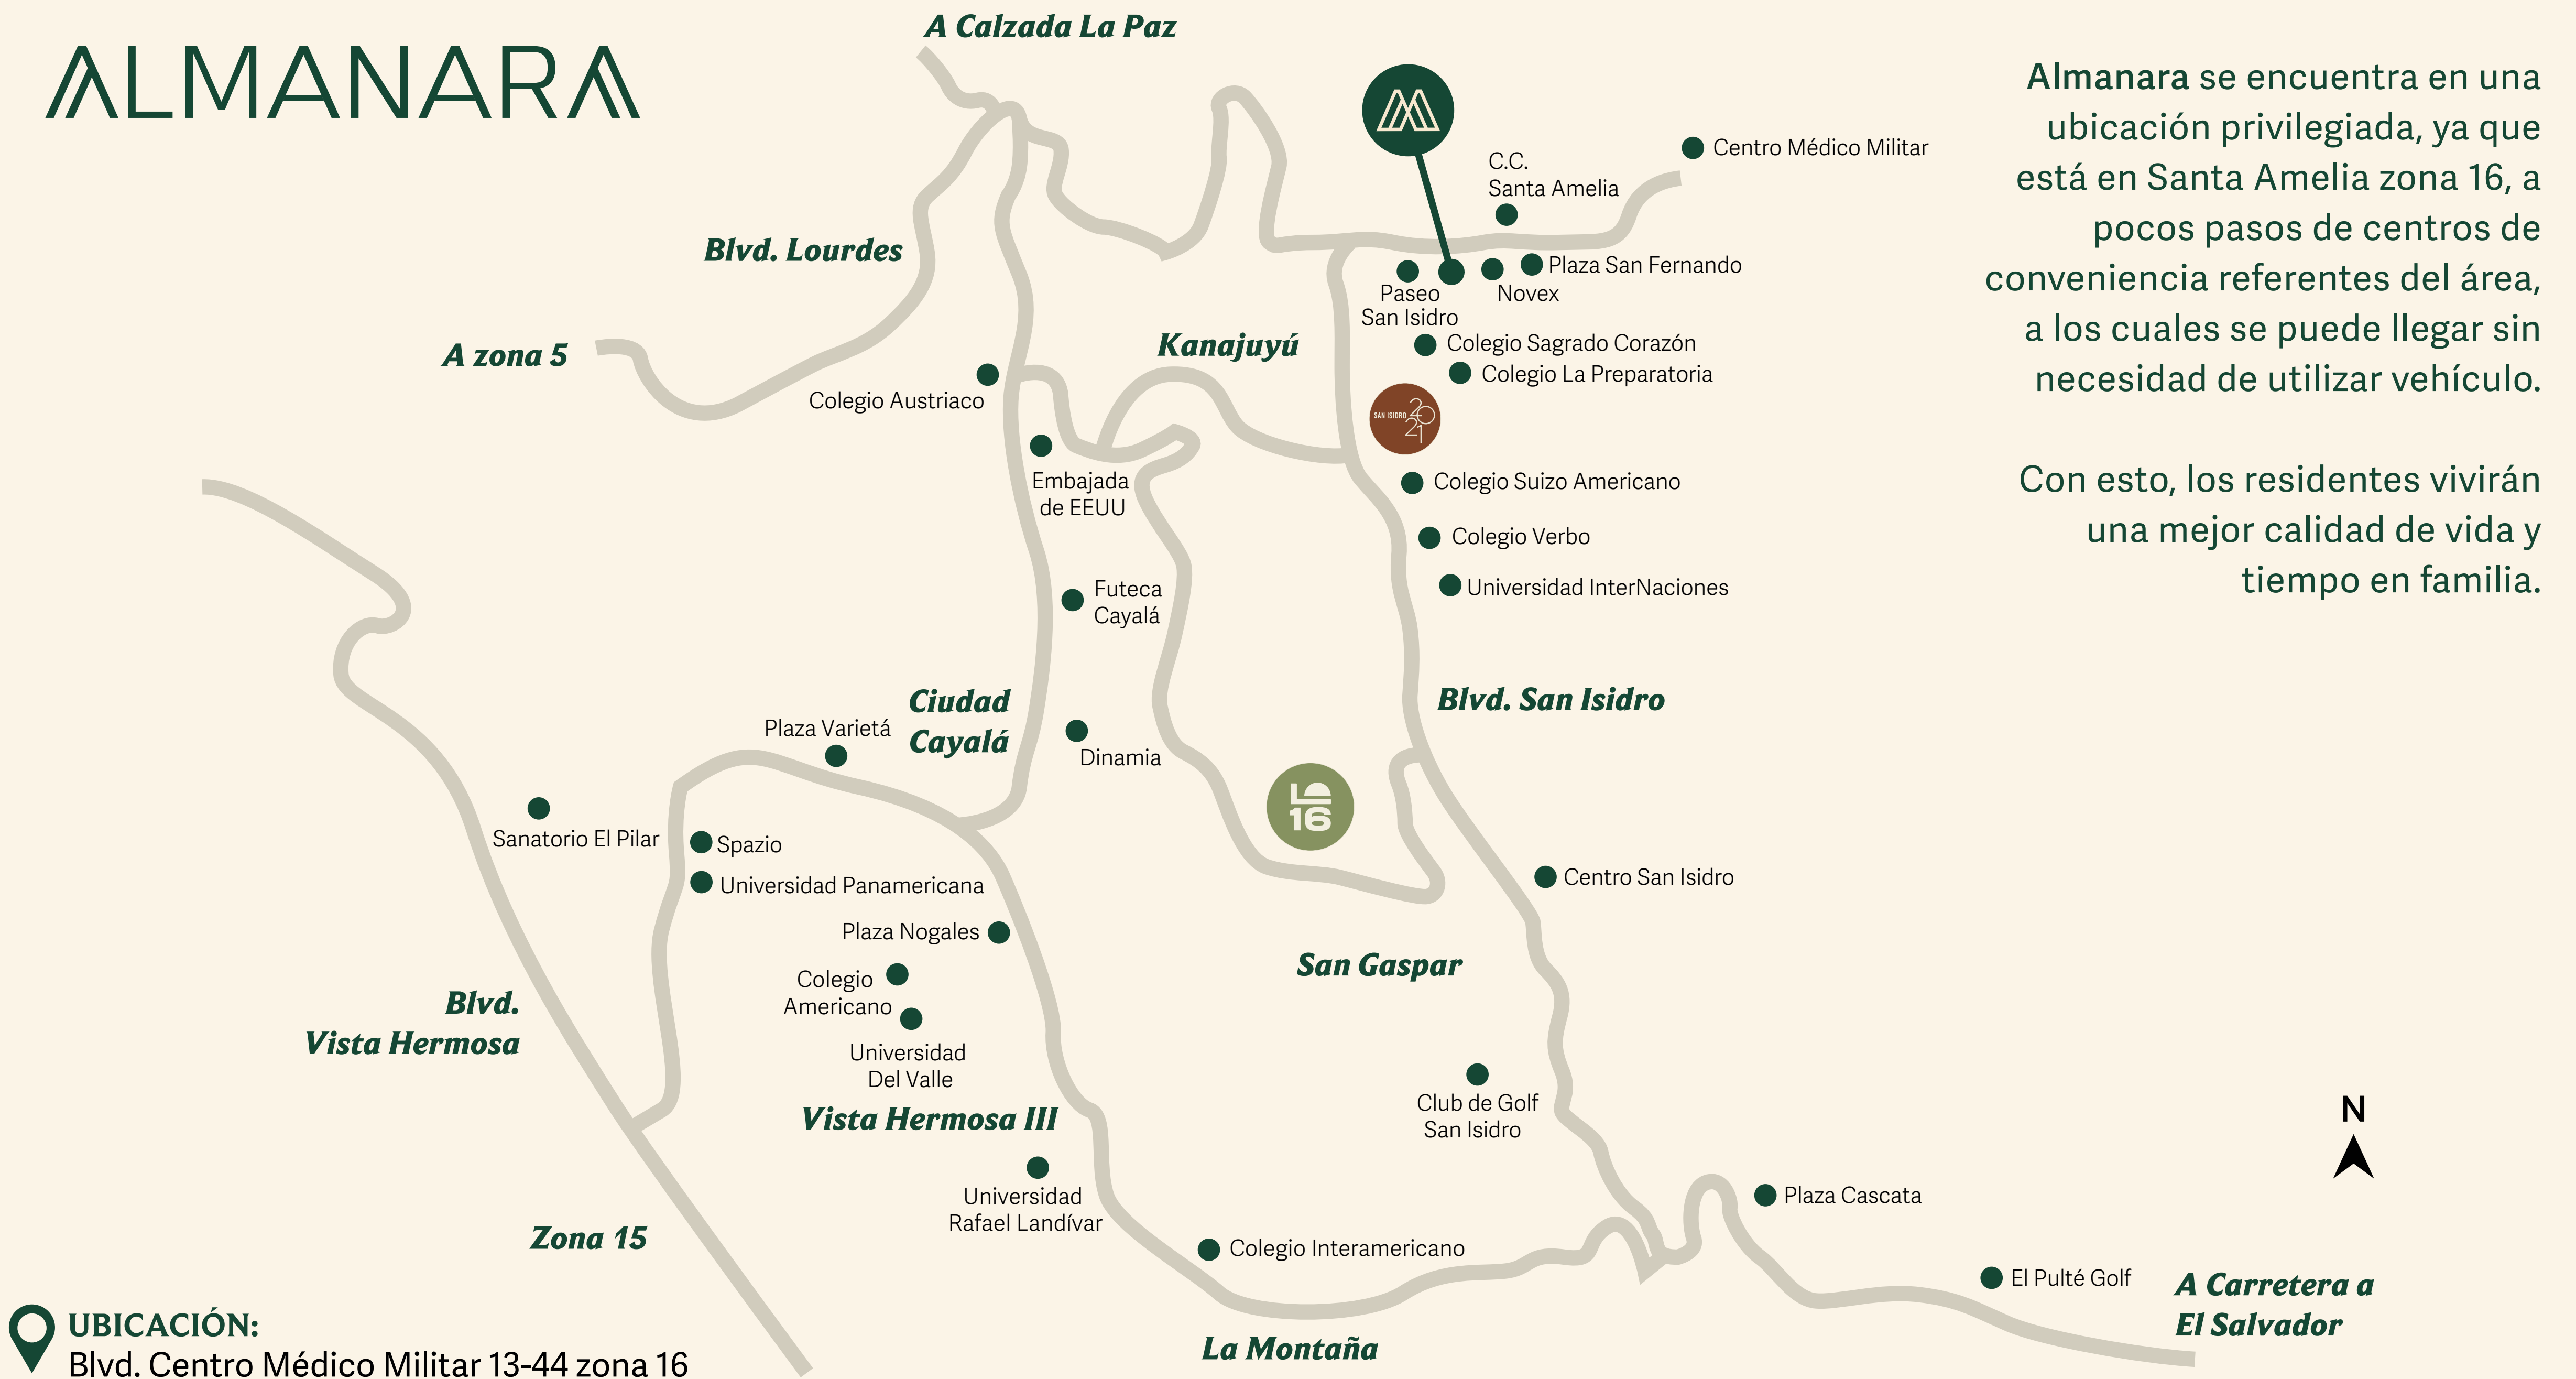 ALMANARA
A Calzada La Paz
Almanara se encuentra en una
ubicación privilegiada, ya que
está en Santa Amelia zona 16, a
pocos pasos de centros de
conveniencia referentes del área,
a los cuales se puede llegar sin
necesidad de utilizar vehículo.
Con esto, los residentes vivirán
una mejor calidad de vida y
tiempo en familia.
Centro Médico Militar
C.C.
Santa Amelia
Blvd. Lourdes
Plaza San Fernando
Novex
Paseo
San Isidro
A zona 5
Kanajuyú
Colegio Sagrado Corazón
Colegio La Preparatoria
Colegio Austriaco
SAN ISIDRO 20
21
Embajada
de EEUU
Colegio Suizo Americano
Colegio Verbo
Universidad InterNaciones
Futeca
Cayalá
Ciudad
Cayalá
Blvd. San Isidro
Plaza Varietá
Dinamia
LO
16
Sanatorio El Pilar
Spazio
Universidad Panamericana
Centro San Isidro
Plaza Nogales
San Gaspar
Colegio
Americano
Blvd.
Vista Hermosa
Universidad
Del Valle
Vista Hermosa III
Club de Golf
San Isidro
N
Universidad
Rafael Landívar
Plaza Cascata
Zona 15
Colegio Interamericano
El Pulté Golf
A Carretera a
El Salvador
La Montaña
UBICACIÓN:
Blvd. Centro Médico Militar 13-44 zona 16